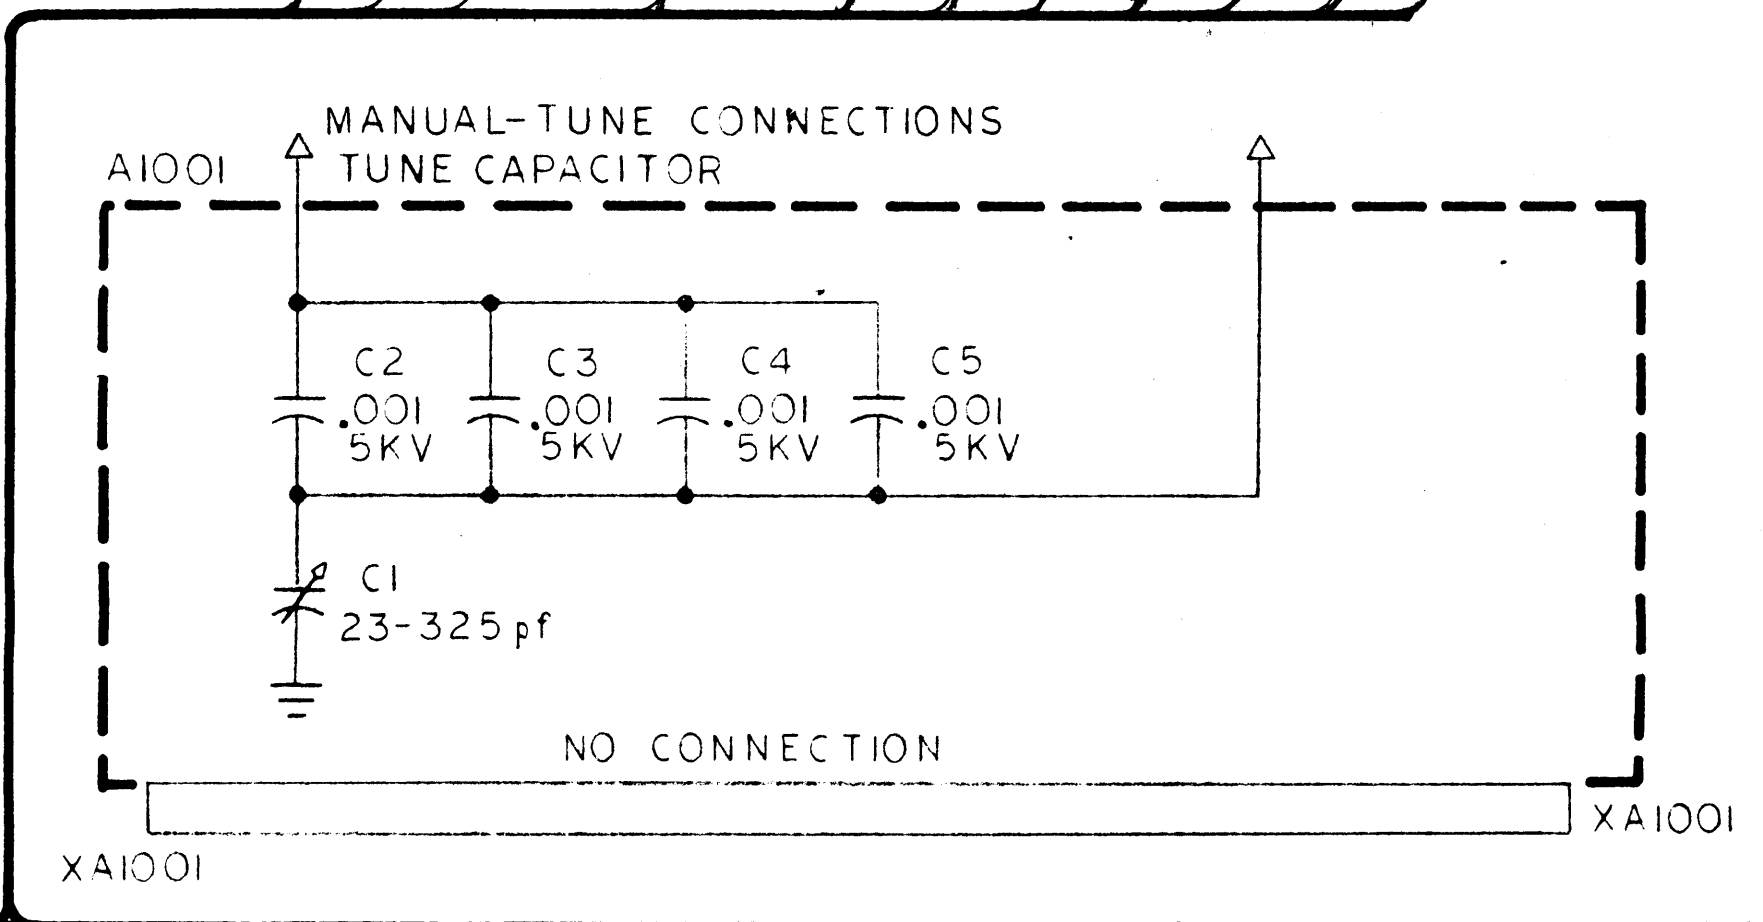 MANUAL-TUNE CONNECTIONS
A1001 TUNE CAPACITOR
C2 C3 C4 C5
.001 .001 .001 .001
5KV 5KV 5KV 5KV
C1
23-325 pf
NO CONNECTION
XA1001
XA1001